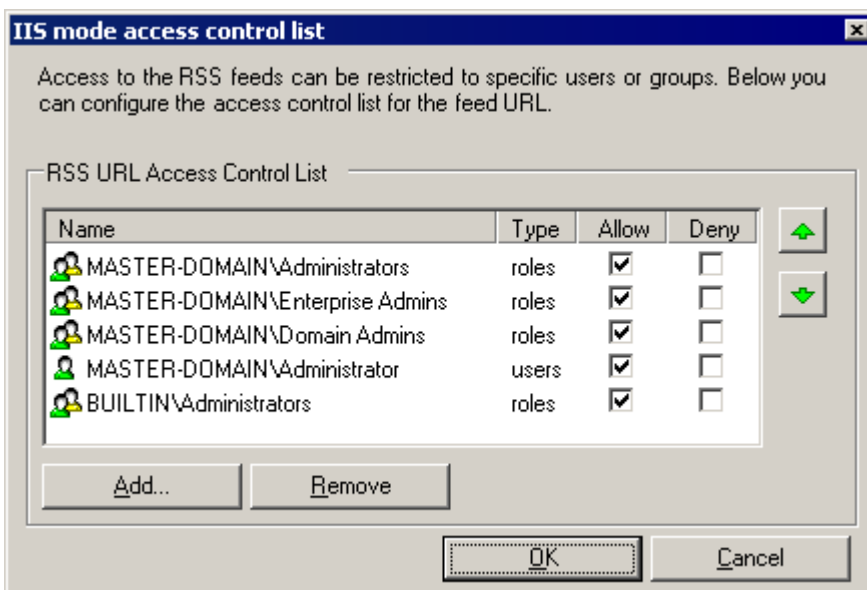 IIS mode access control list
Access to the RSS feeds can be restricted to specific users or groups. Below you
can configure the access control list for the feed URL.
RSS URL Access Control List
Name Type Allow Deny
MASTER-DOMAIN\Administrators roles
MASTER-DOMAIN\Enterprise Admins roles
MASTER-DOMAIN\Domain Admins roles
MASTER-DOMAIN\Administrator users
BUILTIN\Administrators roles
Add... Remove
OK Cancel